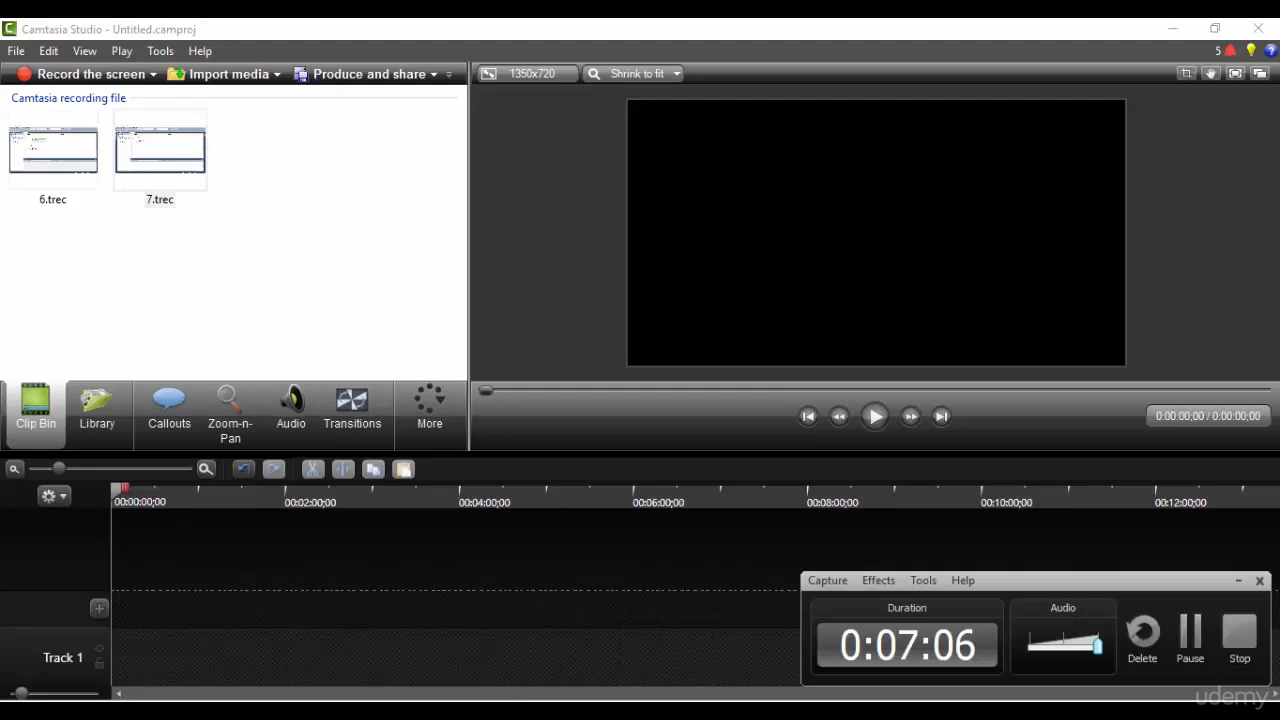 Camtasia Studio - Untitled.camproj
File Edit View Play Tools Help
5
Record the screen Import media Produce and share
1350x720 Shrink to fit
Camtasia recording file
6.trec 7.trec
Clip Bin Library Callouts Zoom-n-Pan Audio Transitions More
0:00:00;00 / 0:00:00;00
00:00:00;00 00:02:00;00 00:04:00;00 00:06:00;00 00:08:00;00 00:10:00;00 00:12:00;00
Capture Effects Tools Help
Duration Audio
0:07:06
Delete Pause Stop
Track 1
udemy